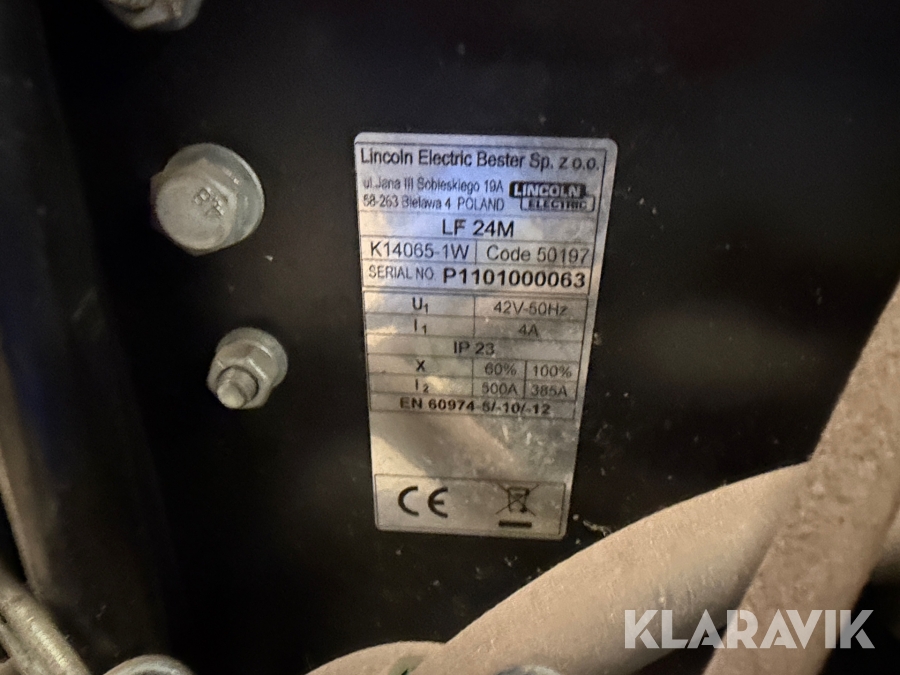 Lincoln Electric Bester Sp. z o.o.
ul.Jana III Sobieskiego 19A
58-263 Bielawa 4 POLAND
LINCOLN
ELECTRIC
LF 24M
K14065-1W Code 50197
SERIAL NO. P1101000063
U1 42V-50Hz
I1 4A
IP 23
X 60% 100%
I2 500A 385A
EN 60974-5/-10/-12
CE
KLARAVIK